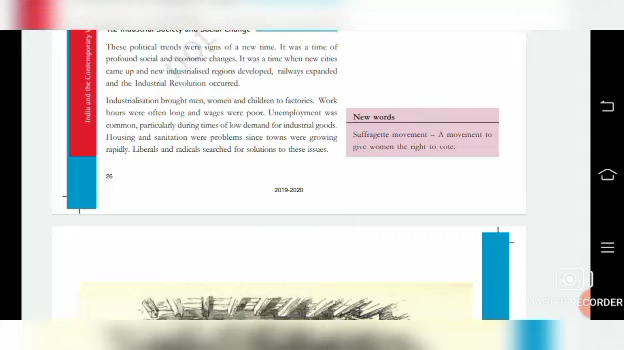 1.2 Industrial Society and Social Change
These political trends were signs of a new time. It was a time of
profound social and economic changes. It was a time when new cities
came up and new industrialised regions developed, railways expanded
and the Industrial Revolution occurred.
Industrialisation brought men, women and children to factories. Work
hours were often long and wages were poor. Unemployment was
common, particularly during times of low demand for industrial goods.
Housing and sanitation were problems since towns were growing
rapidly. Liberals and radicals searched for solutions to these issues.
New words
Suffragette movement – A movement to
give women the right to vote.
India and the Contemporary
26
2019-2020
RECORDER